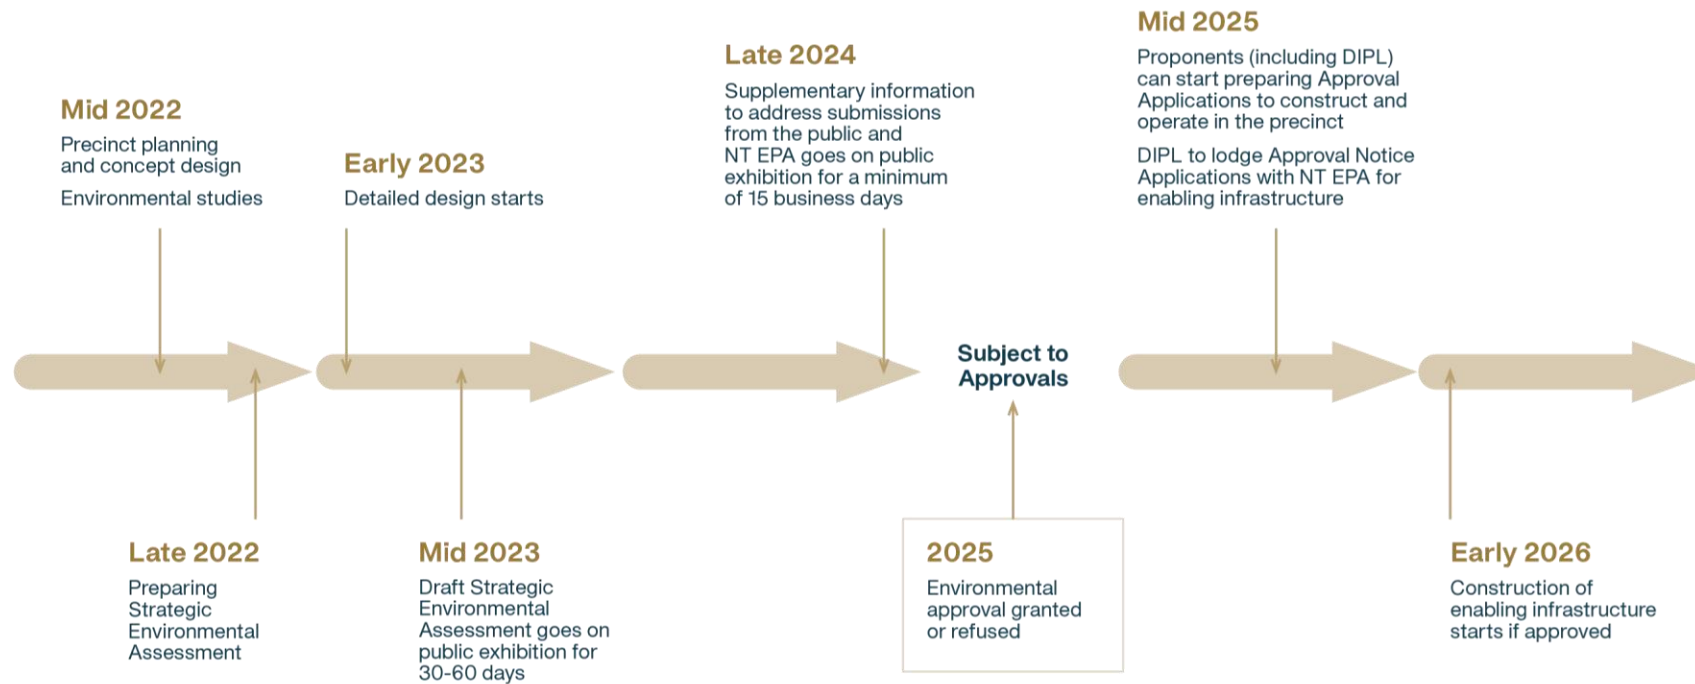 Mid 2022
Precinct planning
and concept design
Environmental studies
Late 2022
Preparing
Strategic
Environmental
Assessment
Early 2023
Detailed design starts
Mid 2023
Draft Strategic
Environmental
Assessment goes on
public exhibition for
30-60 days
Late 2024
Supplementary information
to address submissions
from the public and
NT EPA goes on public
exhibition for a minimum
of 15 business days
Subject to
Approvals
2025
Environmental
approval granted
or refused
Mid 2025
Proponents (including DIPL)
can start preparing Approval
Applications to construct and
operate in the precinct
DIPL to lodge Approval Notice
Applications with NT EPA for
enabling infrastructure
Early 2026
Construction of
enabling infrastructure
starts if approved